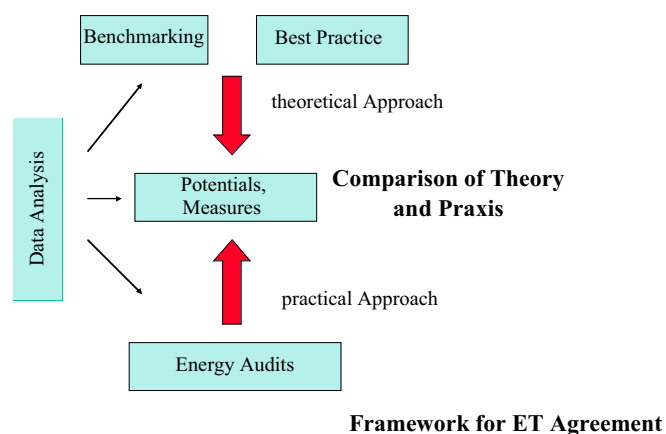 Benchmarking
Best Practice
theoretical Approach
Data Analysis
Potentials,
Measures
Comparison of Theory
and Praxis
practical Approach
Energy Audits
Framework for ET Agreement